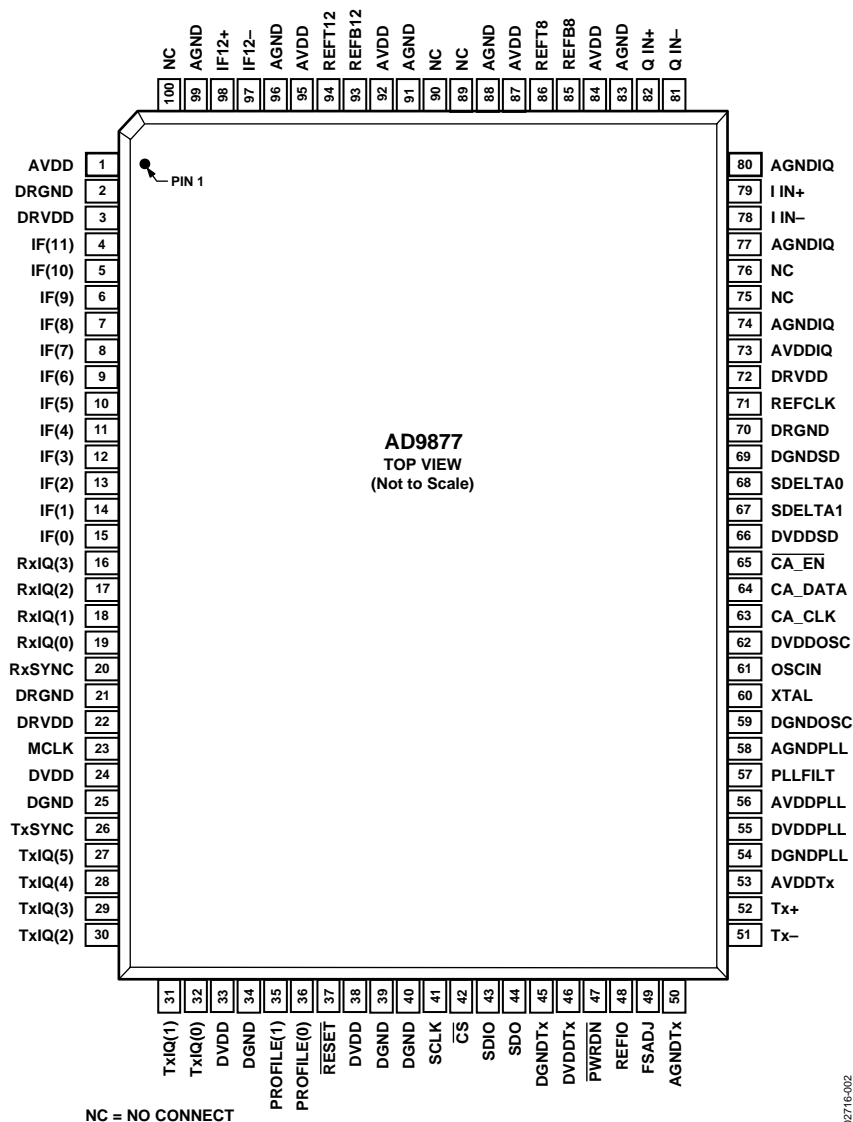 NC
AGND
IF12+
IF12–
AGND
AVDD
REFT12
REFB12
AVDD
AGND
NC
NC
AGND
AVDD
REFT8
REFB8
AVDD
AGND
Q IN+
Q IN–
100
99
98
97
96
95
94
93
92
91
90
89
88
87
86
85
84
83
82
81
AVDD 1
DRGND 2
DRVDD 3
IF(11) 4
IF(10) 5
IF(9) 6
IF(8) 7
IF(7) 8
IF(6) 9
IF(5) 10
IF(4) 11
IF(3) 12
IF(2) 13
IF(1) 14
IF(0) 15
RxIQ(3) 16
RxIQ(2) 17
RxIQ(1) 18
RxIQ(0) 19
RxSYNC 20
DRGND 21
DRVDD 22
MCLK 23
DVDD 24
DGND 25
TxSYNC 26
TxIQ(5) 27
TxIQ(4) 28
TxIQ(3) 29
TxIQ(2) 30
PIN 1
AD9877
TOP VIEW
(Not to Scale)
80 AGNDIQ
79 I IN+
78 I IN–
77 AGNDIQ
76 NC
75 NC
74 AGNDIQ
73 AVDDIQ
72 DRVDD
71 REFCLK
70 DRGND
69 DGNDSD
68 SDELTA0
67 SDELTA1
66 DVDDSD
65 CA_EN
64 CA_DATA
63 CA_CLK
62 DVDDOSC
61 OSCIN
60 XTAL
59 DGNDOSC
58 AGNDPLL
57 PLLFILT
56 AVDDPLL
55 DVDDPLL
54 DGNDPLL
53 AVDDTx
52 Tx+
51 Tx–
31
32
33
34
35
36
37
38
39
40
41
42
43
44
45
46
47
48
49
50
TxIQ(1)
TxIQ(0)
DVDD
DGND
PROFILE(1)
PROFILE(0)
RESET
DVDD
DGND
DGND
SCLK
CS
SDIO
SDO
DGNDTx
DVDDTx
PWRDN
REFIO
FSADJ
AGNDTx
NC = NO CONNECT
02716-002